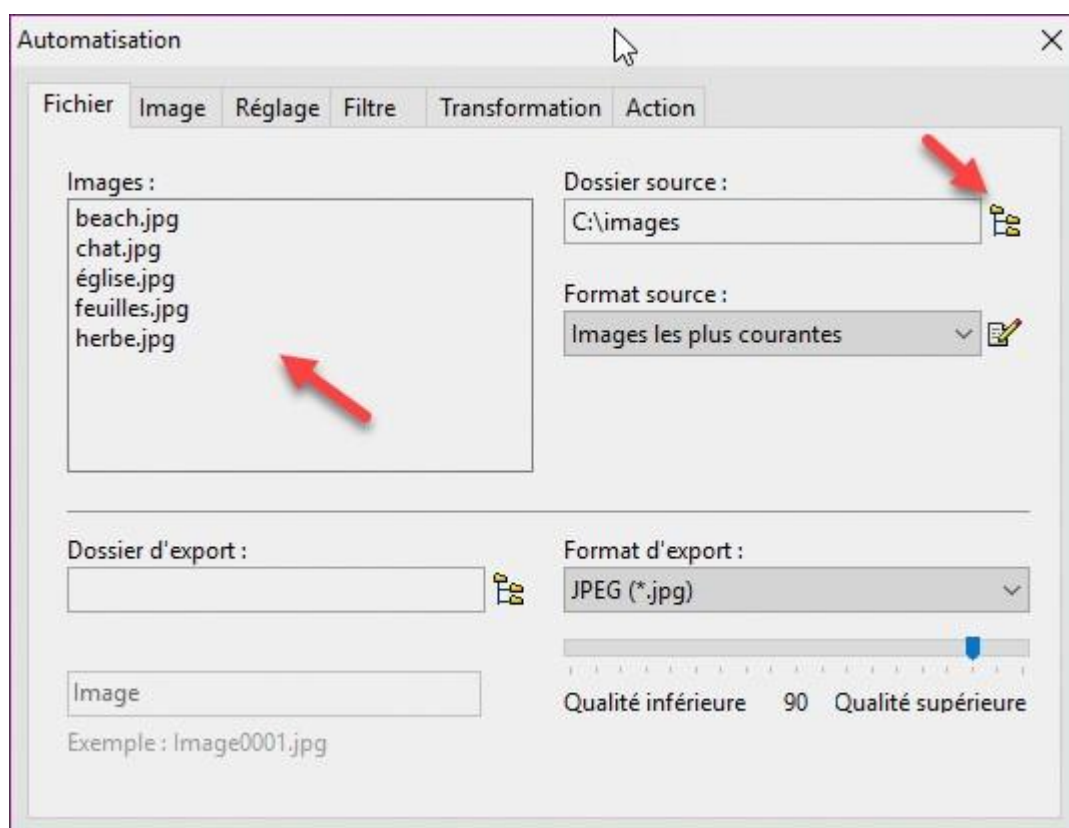 Automatisation
Fichier Image Réglage Filtre Transformation Action
Images :
beach.jpg
chat.jpg
église.jpg
feuilles.jpg
herbe.jpg
Dossier source :
C:\images
Format source :
Images les plus courantes
Dossier d'export :
Image
Exemple : Image0001.jpg
Format d'export :
JPEG (*.jpg)
Qualité inférieure 90 Qualité supérieure